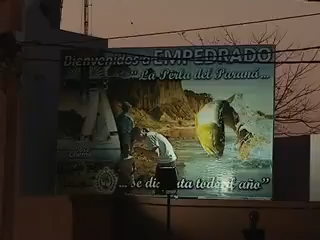 Bienvenidos a EMPEDRADO
"La Perla del Paraná...
...se disfruta todo el año"